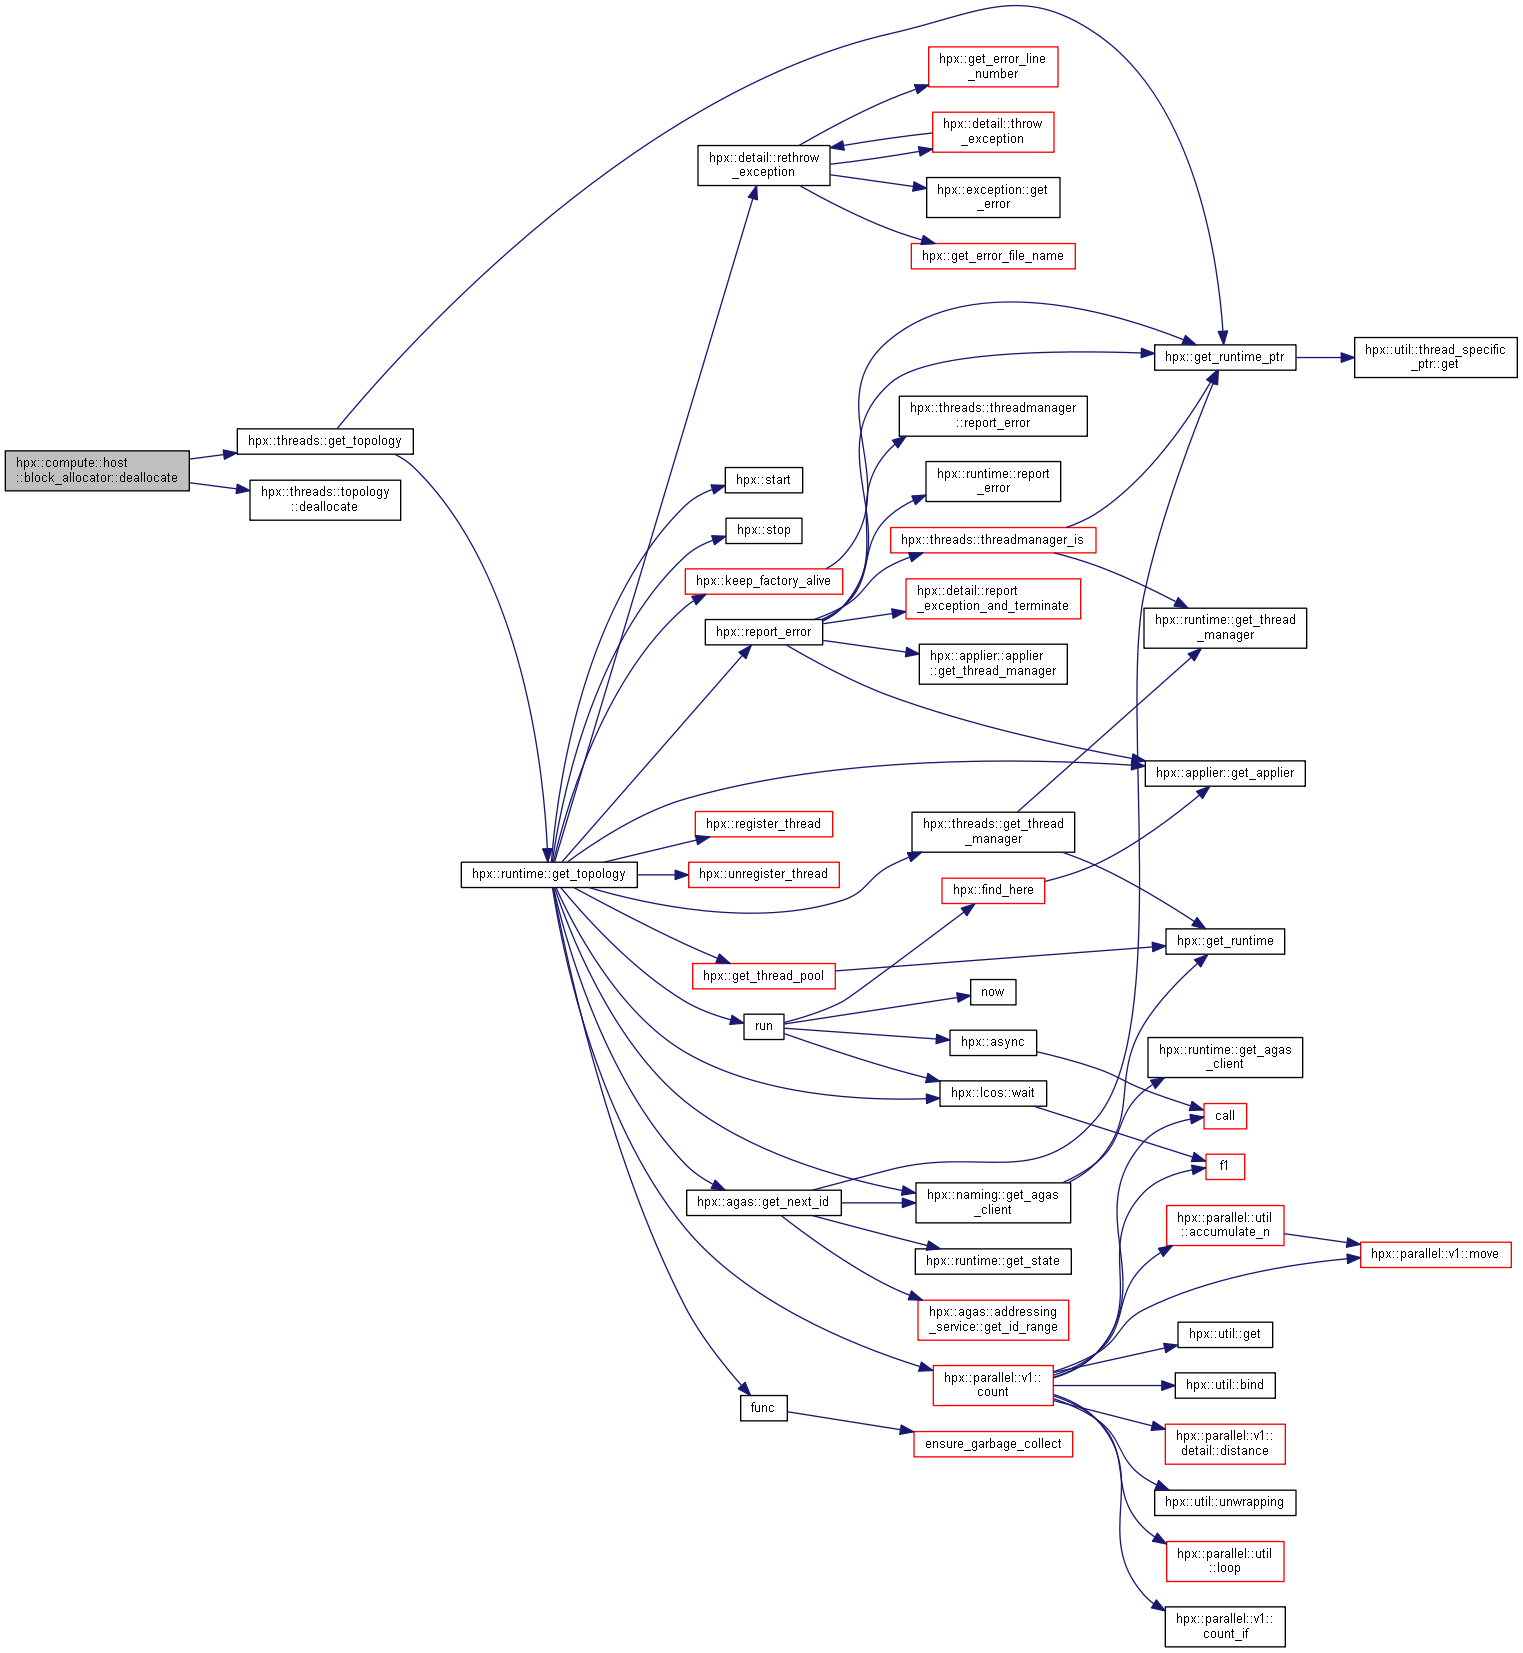 hpx::get_error_line
_number
hpx::detail::throw
_exception
hpx::detail::rethrow
_exception
hpx::exception::get
_error
hpx::get_error_file_name
hpx::get_runtime_ptr
hpx::util::thread_specific
_ptr::get
hpx::threads::threadmanager
::report_error
hpx::threads::get_topology
hpx::compute::host
::block_allocator::deallocate
hpx::threads::topology
::deallocate
hpx::start
hpx::runtime::report
_error
hpx::stop
hpx::threads::threadmanager_is
hpx::keep_factory_alive
hpx::detail::report
_exception_and_terminate
hpx::report_error
hpx::runtime::get_thread
_manager
hpx::applier::applier
::get_thread_manager
hpx::applier::get_applier
hpx::register_thread
hpx::threads::get_thread
_manager
hpx::runtime::get_topology
hpx::unregister_thread
hpx::find_here
hpx::get_runtime
hpx::get_thread_pool
now
run
hpx::async
hpx::runtime::get_agas
_client
hpx::lcos::wait
call
f1
hpx::agas::get_next_id
hpx::naming::get_agas
_client
hpx::parallel::util
::accumulate_n
hpx::parallel::v1::move
hpx::runtime::get_state
hpx::agas::addressing
_service::get_id_range
hpx::util::get
hpx::parallel::v1::
count
hpx::util::bind
func
hpx::parallel::v1::
detail::distance
ensure_garbage_collect
hpx::util::unwrapping
hpx::parallel::util
::loop
hpx::parallel::v1::
count_if